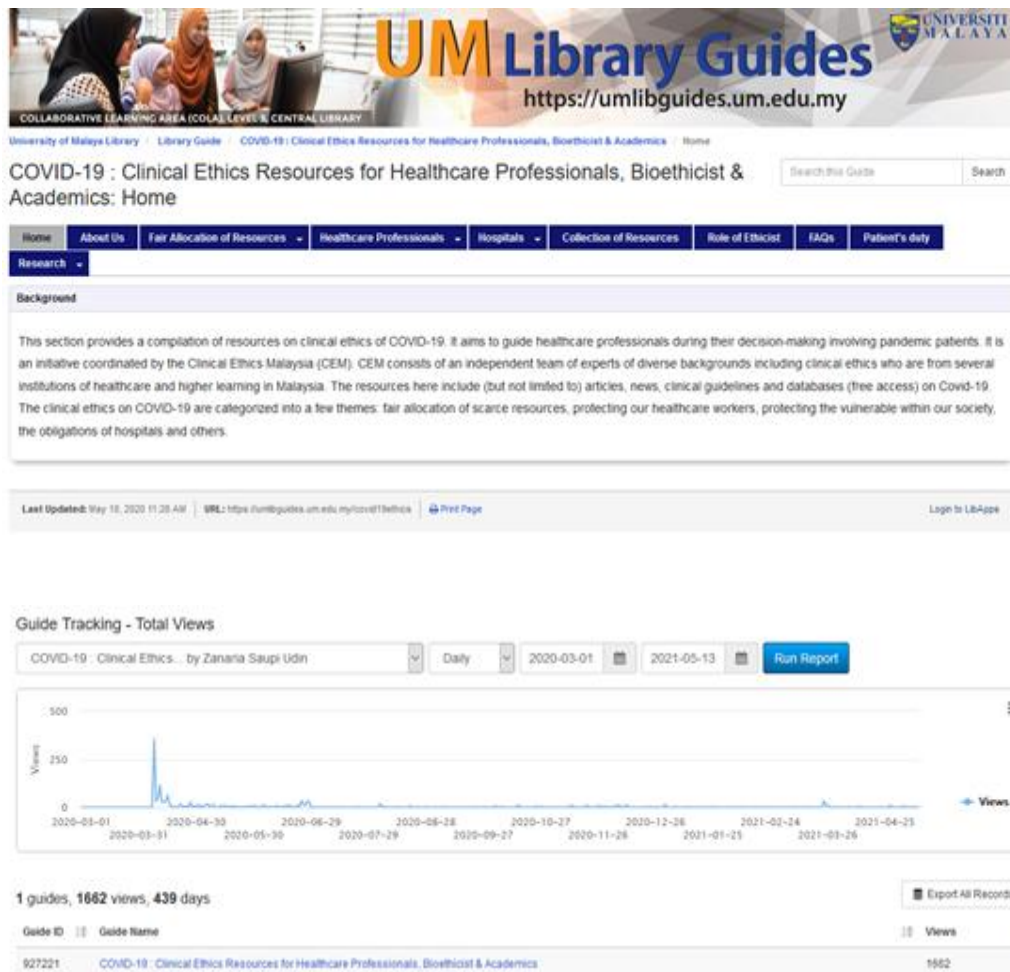 UM Library Guides
UNIVERSITI
MALAYA
https://umlibguides.um.edu.my
COLLABORATIVE LEARNING AREA (COLA), LEVEL 2, CENTRAL LIBRARY
University of Malaya Library / Library Guide / COVID-19 : Clinical Ethics Resources for Healthcare Professionals, Bioethicist & Academics / Home
COVID-19 : Clinical Ethics Resources for Healthcare Professionals, Bioethicist &
Academics: Home
Search this Guide Search
Home About Us Fair Allocation of Resources Healthcare Professionals Hospitals Collection of Resources Role of Ethicist FAQs Patient's duty
Research
Background
This section provides a compilation of resources on clinical ethics of COVID-19. It aims to guide healthcare professionals during their decision-making involving pandemic patients. It is
an initiative coordinated by the Clinical Ethics Malaysia (CEM). CEM consists of an independent team of experts of diverse backgrounds including clinical ethics who are from several
institutions of healthcare and higher learning in Malaysia. The resources here include (but not limited to) articles, news, clinical guidelines and databases (free access) on Covid-19.
The clinical ethics on COVID-19 are categorized into a few themes: fair allocation of scarce resources, protecting our healthcare workers, protecting the vulnerable within our society,
the obligations of hospitals and others.
Last Updated: May 18, 2020 11:28 AM URL: https://umlibguides.um.edu.my/covid19ethics Print Page Login to LibApps
Guide Tracking - Total Views
COVID-19 : Clinical Ethics... by Zanaria Saupi Udin Daily 2020-03-01 2021-05-13 Run Report
500
250
0
Views
2020-03-01 2020-04-30 2020-06-29 2020-08-28 2020-10-27 2020-12-26 2021-02-24 2021-04-25
2020-03-31 2020-05-30 2020-07-29 2020-09-27 2020-11-26 2021-01-25 2021-03-26
Views
1 guides, 1662 views, 439 days
Export All Records
Guide ID Guide Name Views
927221 COVID-19 : Clinical Ethics Resources for Healthcare Professionals, Bioethicist & Academics 1662